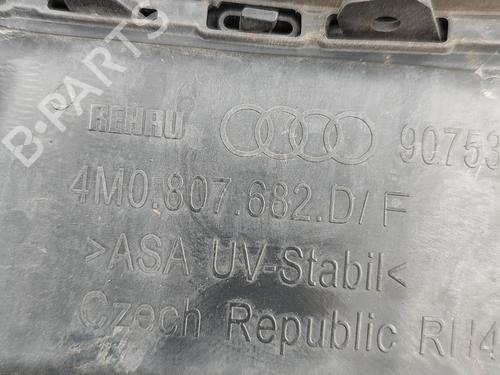 REHAU 90753
4M0.807.682.D/F
>ASA UV-Stabil<
Czech Republic RH4
B-PARTS